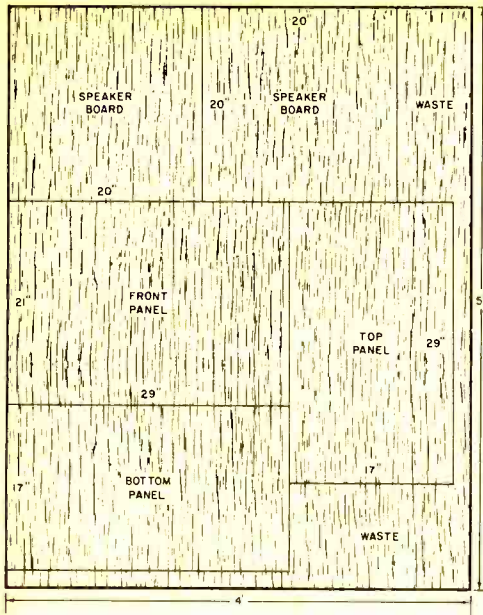 20"
SPEAKER
BOARD
20"
SPEAKER
BOARD
WASTE
20"
21"
FRONT
PANEL
TOP
PANEL
29"
29"
17"
BOTTOM
PANEL
17"
WASTE
4'
5